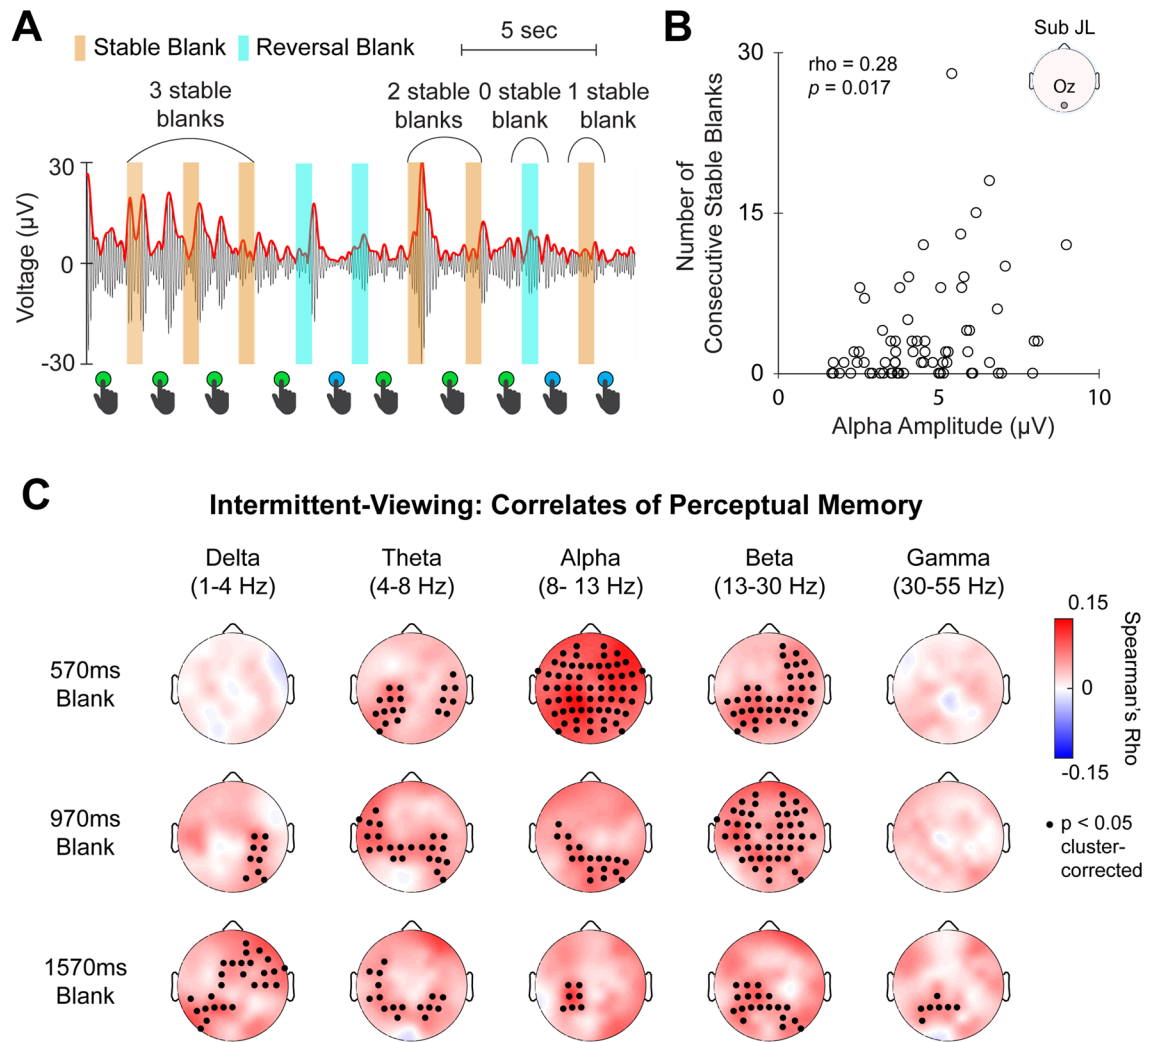 A
Stable Blank
Reversal Blank
5 sec
3 stable
blanks
2 stable
blanks
0 stable
blank
1 stable
blank
Voltage (µV)
30
0
-30
B
Sub JL
Oz
rho = 0.28
p = 0.017
Number of
Consecutive Stable Blanks
30
15
0
0
5
10
Alpha Amplitude (µV)
C
Intermittent-Viewing: Correlates of Perceptual Memory
Delta
(1-4 Hz)
Theta
(4-8 Hz)
Alpha
(8- 13 Hz)
Beta
(13-30 Hz)
Gamma
(30-55 Hz)
570ms
Blank
970ms
Blank
1570ms
Blank
0.15
0
-0.15
Spearman's Rho
p < 0.05
cluster-
corrected